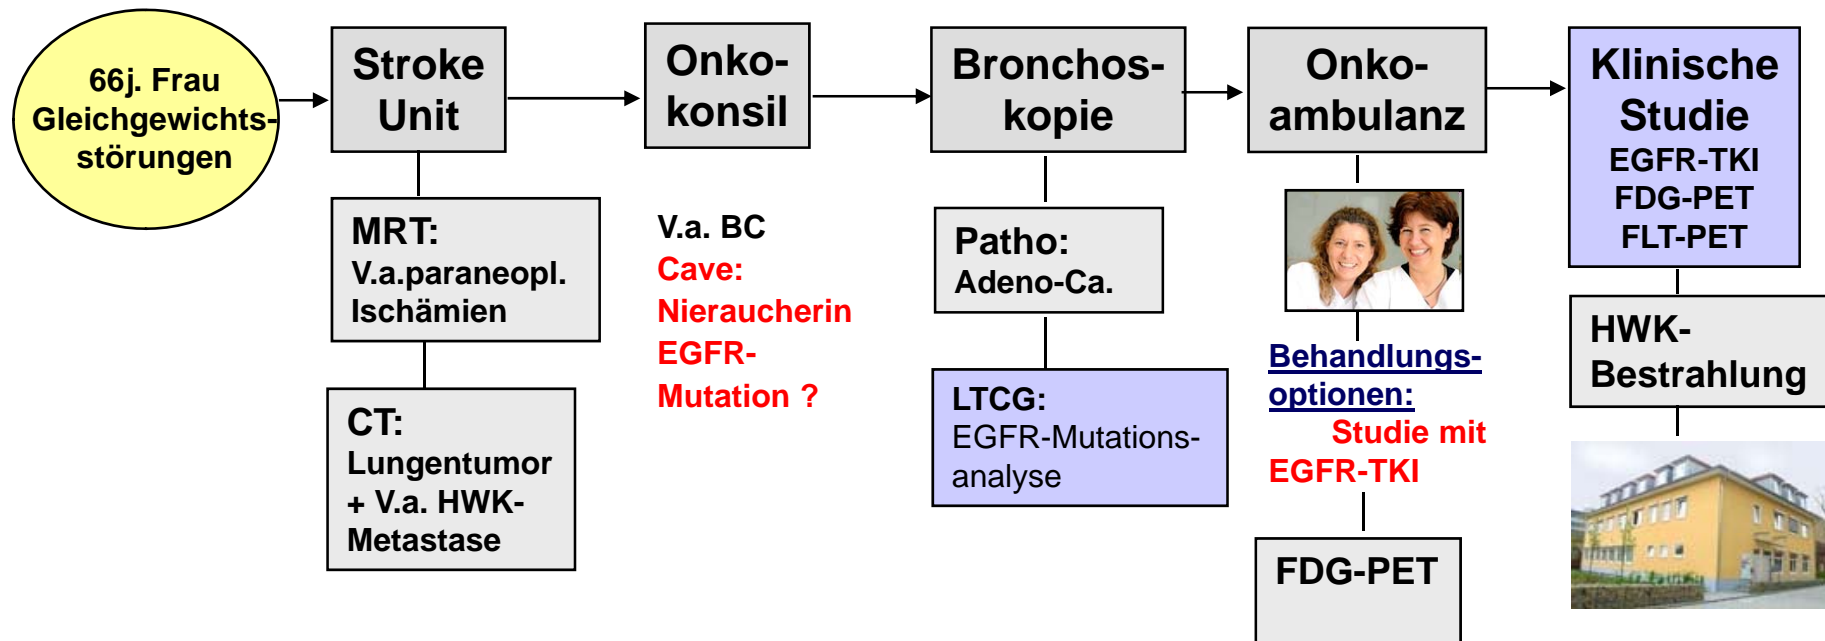 66j. Frau
Gleichgewichts-
störungen
Stroke
Unit
MRT:
V.a.paraneopl.
Ischämien
CT:
Lungentumor
+ V.a. HWK-
Metastase
Onko-
konsil
V.a. BC
Cave:
Nieraucherin
EGFR-
Mutation ?
Bronchos-
kopie
Patho:
Adeno-Ca.
LTCG:
EGFR-Mutations-
analyse
Onko-
ambulanz
Behandlungs-
optionen:
Studie mit
EGFR-TKI
FDG-PET
Klinische
Studie
EGFR-TKI
FDG-PET
FLT-PET
HWK-
Bestrahlung